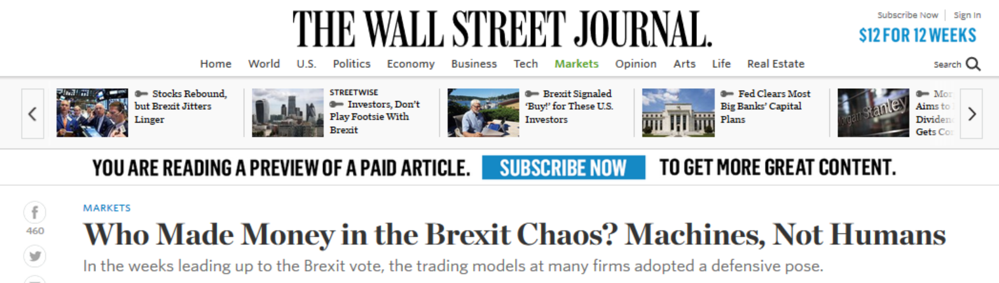 Subscribe Now | Sign In
THE WALL STREET JOURNAL.
$12 FOR 12 WEEKS
Home World U.S. Politics Economy Business Tech Markets Opinion Arts Life Real Estate
Search
Stocks Rebound,
but Brexit Jitters
Linger
STREETWISE
Investors, Don't
Play Footsie With
Brexit
Brexit Signaled
'Buy!' for These U.S.
Investors
Fed Clears Most
Big Banks' Capital
Plans
Morgan Stanley
Aims to
Gets
YOU ARE READING A PREVIEW OF A PAID ARTICLE. SUBSCRIBE NOW TO GET MORE GREAT CONTENT.
MARKETS
460
Who Made Money in the Brexit Chaos? Machines, Not Humans
In the weeks leading up to the Brexit vote, the trading models at many firms adopted a defensive pose.